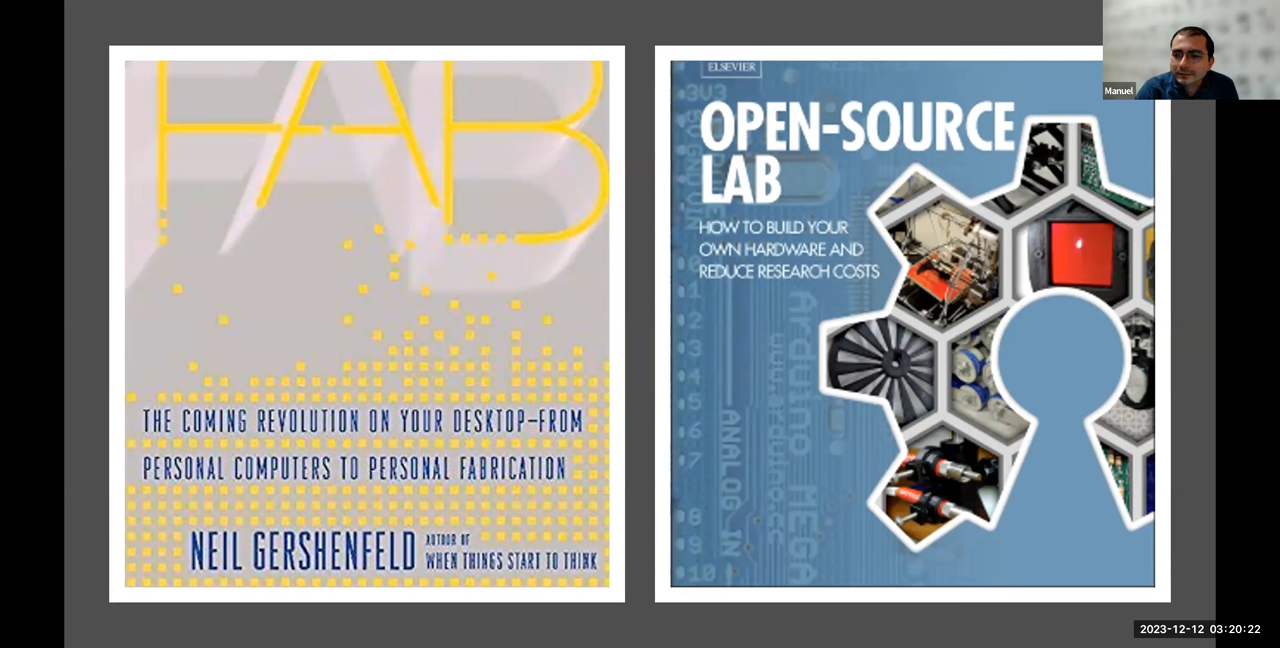 FAB
THE COMING REVOLUTION ON YOUR DESKTOP–FROM
PERSONAL COMPUTERS TO PERSONAL FABRICATION
NEIL GERSHENFELD
AUTHOR OF
WHEN THINGS START TO THINK
ELSEVIER
OPEN-SOURCE
LAB
HOW TO BUILD YOUR
OWN HARDWARE AND
REDUCE RESEARCH COSTS
3V3
Arduino MEGA
ANALOG IN
Manuel
2023-12-12 03:20:22